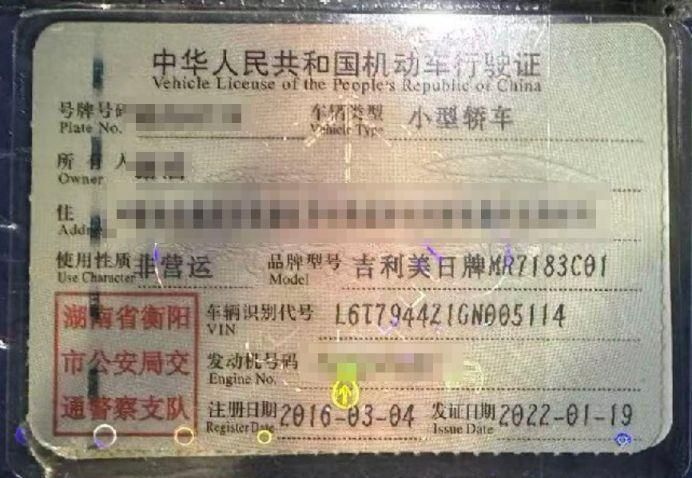 中华人民共和国机动车行驶证
Vehicle License of the People's Republic of China
号牌号码 车辆类型 小型轿车
Plate No. Vehicle Type
所有人
Owner
住
Addre
使用性质 非营运 品牌型号 吉利美日牌MR7183C01
Use Character Model
湖南省衡阳
市公安局交
通警察支队
车辆识别代号 L6T7944Z1GN005114
VIN
发动机号码
Engine No.
注册日期 2016-03-04 发证日期 2022-01-19
Register Date Issue Date